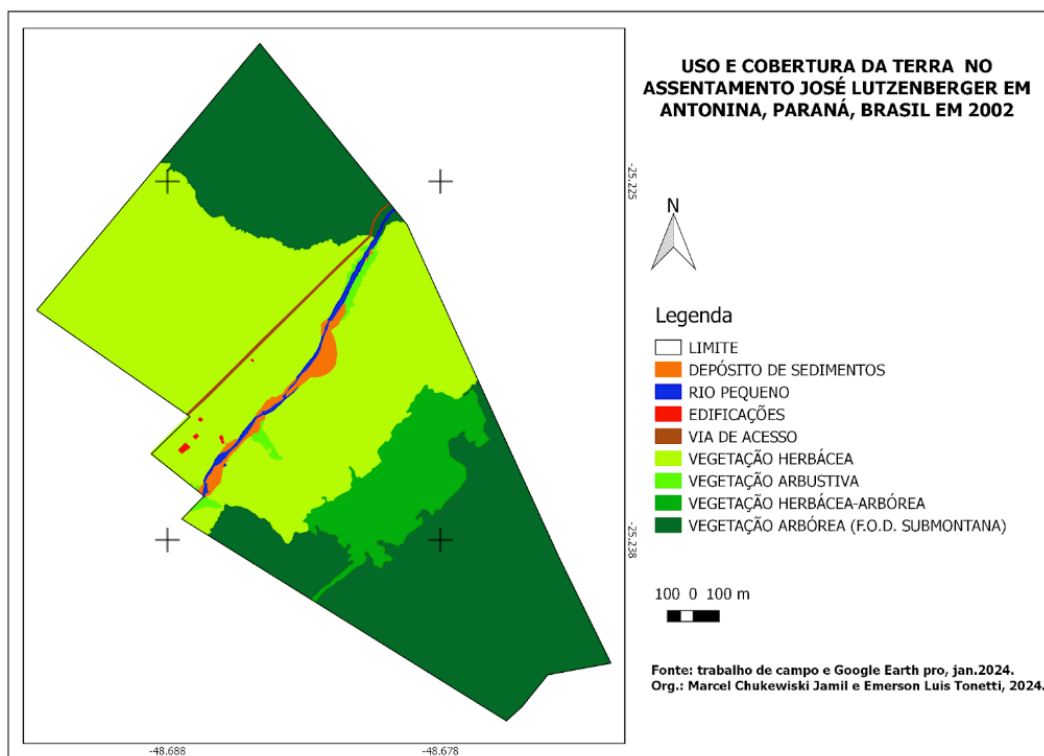 USO E COBERTURA DA TERRA NO
ASSENTAMENTO JOSÉ LUTZENBERGER EM
ANTONINA, PARANÁ, BRASIL EM 2002
-25.225
N
Legenda
LIMITE
DEPÓSITO DE SEDIMENTOS
RIO PEQUENO
EDIFICAÇÕES
VIA DE ACESSO
VEGETAÇÃO HERBÁCEA
VEGETAÇÃO ARBUSTIVA
VEGETAÇÃO HERBÁCEA-ARBÓREA
VEGETAÇÃO ARBÓREA (F.O.D. SUBMONTANA)
-25.238
100 0 100 m
Fonte: trabalho de campo e Google Earth pro, jan.2024.
Org.: Marcel Chukewiski Jamil e Emerson Luis Tonetti, 2024.
-48.688
-48.678